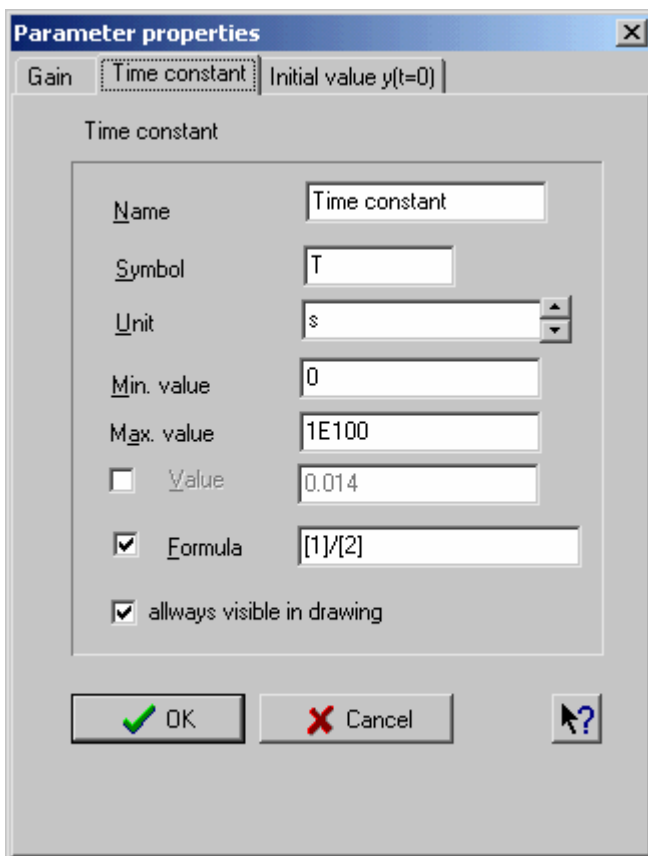 Parameter properties
Gain Time constant Initial value y(t=0)
Time constant
Name Time constant
Symbol T
Unit s
Min. value 0
Max. value 1E100
Value 0.014
Formula [1]/[2]
allways visible in drawing
OK Cancel ?